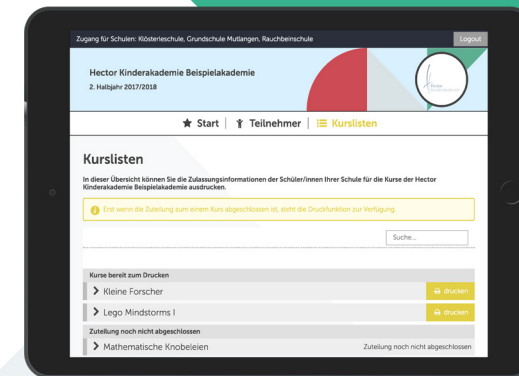 Zugang für Schulen: Klösterleschule, Grundschule Mutlangen, Rauchbeinschule
Logout
Hector Kinderakademie Beispielakademie
2. Halbjahr 2017/2018
Start | Teilnehmer | Kurslisten
Kurslisten
In dieser Übersicht können Sie die Zulassungsinformationen der Schüler/innen Ihrer Schule für die Kurse der Hector
Kinderakademie Beispielakademie ausdrucken.
Erst wenn die Zuteilung zum einem Kurs abgeschlossen ist, steht die Druckfunktion zur Verfügung.
Suche...
Kurse bereit zum Drucken
Kleine Forscher
drucken
Lego Mindstorms I
drucken
Zuteilung noch nicht abgeschlossen
Mathematische Knobeleien
Zuteilung noch nicht abgeschlossen